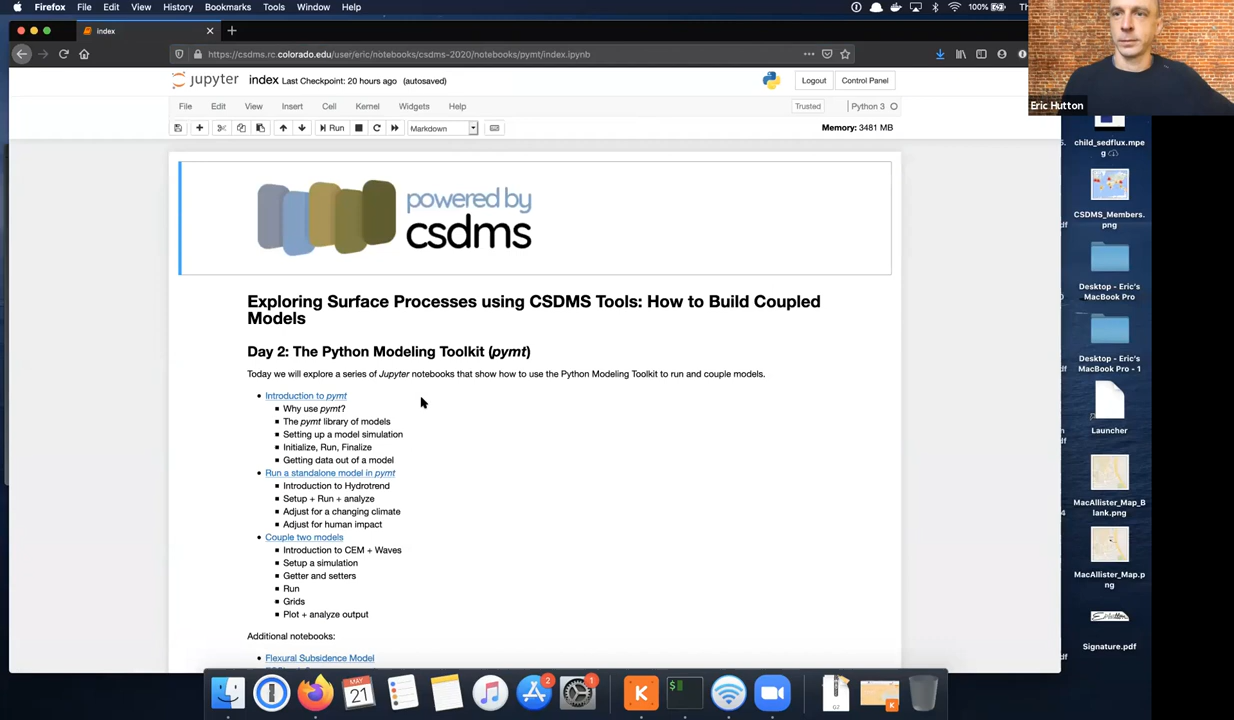 Firefox File Edit View History Bookmarks Tools Window Help 100% Th
index
https://csdms.rc.colorado.edu/user/eric/notebooks/csdms-2020/notebooks/pymt/index.ipynb
jupyter index Last Checkpoint: 20 hours ago (autosaved) Logout Control Panel
File Edit View Insert Cell Kernel Widgets Help Trusted Python 3
Run Markdown Memory: 3481 MB
powered by
csdms
Exploring Surface Processes using CSDMS Tools: How to Build Coupled
Models
Day 2: The Python Modeling Toolkit (pymt)
Today we will explore a series of Jupyter notebooks that show how to use the Python Modeling Toolkit to run and couple models.
Introduction to pymt
Why use pymt?
The pymt library of models
Setting up a model simulation
Initialize, Run, Finalize
Getting data out of a model
Run a standalone model in pymt
Introduction to Hydrotrend
Setup + Run + analyze
Adjust for a changing climate
Adjust for human impact
Couple two models
Introduction to CEM + Waves
Setup a simulation
Getter and setters
Run
Grids
Plot + analyze output
Additional notebooks:
Flexural Subsidence Model
Eric Hutton
child_sedflux.mpe
g
CSDMS_Members.
png
Desktop - Eric's
MacBook Pro
Desktop - Eric's
MacBook Pro - 1
Launcher
MacAllister_Map_B
lank.png
MacAllister_Map.p
ng
Signature.pdf
MAY
21
2
1
K
$